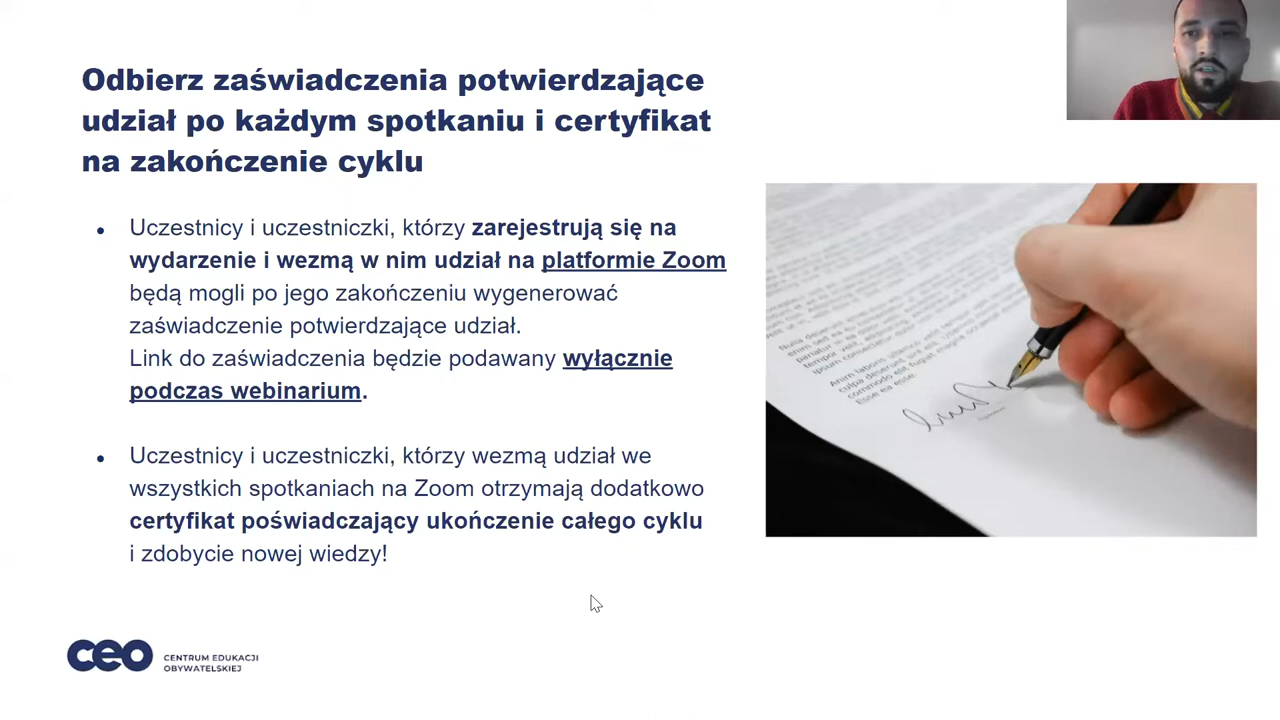 Odbierz zaświadczenia potwierdzające
udział po każdym spotkaniu i certyfikat
na zakończenie cyklu
• Uczestnicy i uczestniczki, którzy zarejestrują się na
wydarzenie i wezmą w nim udział na platformie Zoom
będą mogli po jego zakończeniu wygenerować
zaświadczenie potwierdzające udział.
Link do zaświadczenia będzie podawany wyłącznie
podczas webinarium.
• Uczestnicy i uczestniczki, którzy wezmą udział we
wszystkich spotkaniach na Zoom otrzymają dodatkowo
certyfikat poświadczający ukończenie całego cyklu
i zdobycie nowej wiedzy!
ceo CENTRUM EDUKACJI
OBYWATELSKIEJ